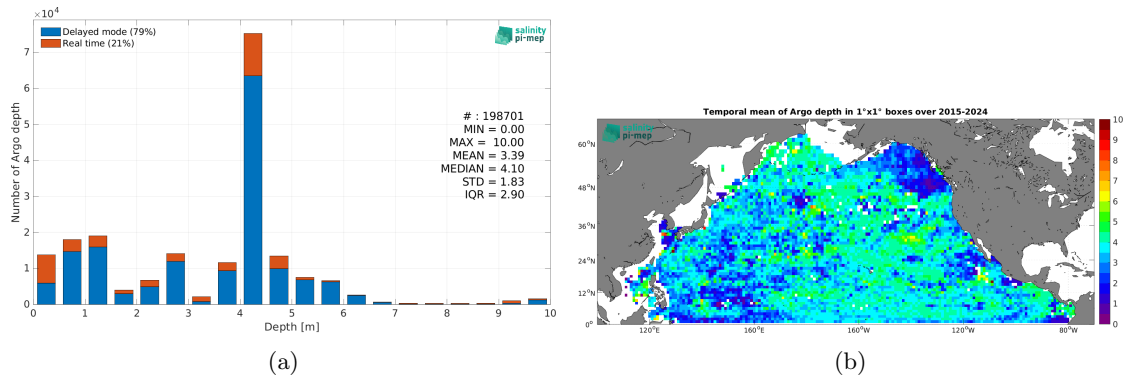 ×10⁴
Delayed mode (79%)
Real time (21%)
salinity
pi-mep
# : 198701
MIN = 0.00
MAX = 10.00
MEAN = 3.39
MEDIAN = 4.10
STD = 1.83
IQR = 2.90
Number of Argo depth
7
6
5
4
3
2
1
0
0 1 2 3 4 5 6 7 8 9 10
Depth [m]
(a)
Temporal mean of Argo depth in 1°x1° boxes over 2015-2024
salinity
pi-mep
60°N
48°N
36°N
24°N
12°N
0°
120°E 160°E 160°W 120°W 80°W
10
9
8
7
6
5
4
3
2
1
0
(b)